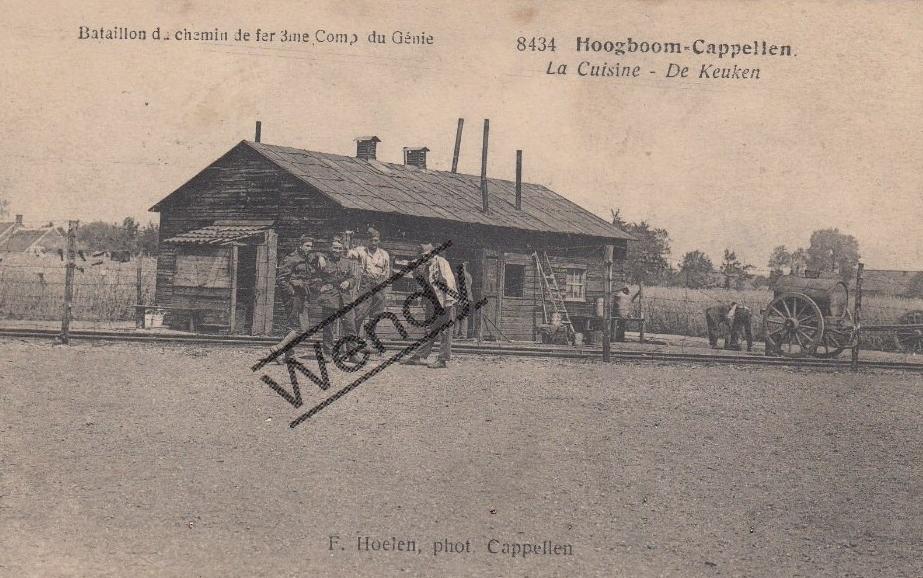 Bataillon du chemin de fer 3me Comp du Génie
8434 Hoogboom-Cappellen.
La Cuisine - De Keuken
Wendy
F. Hoelen, phot. Cappellen